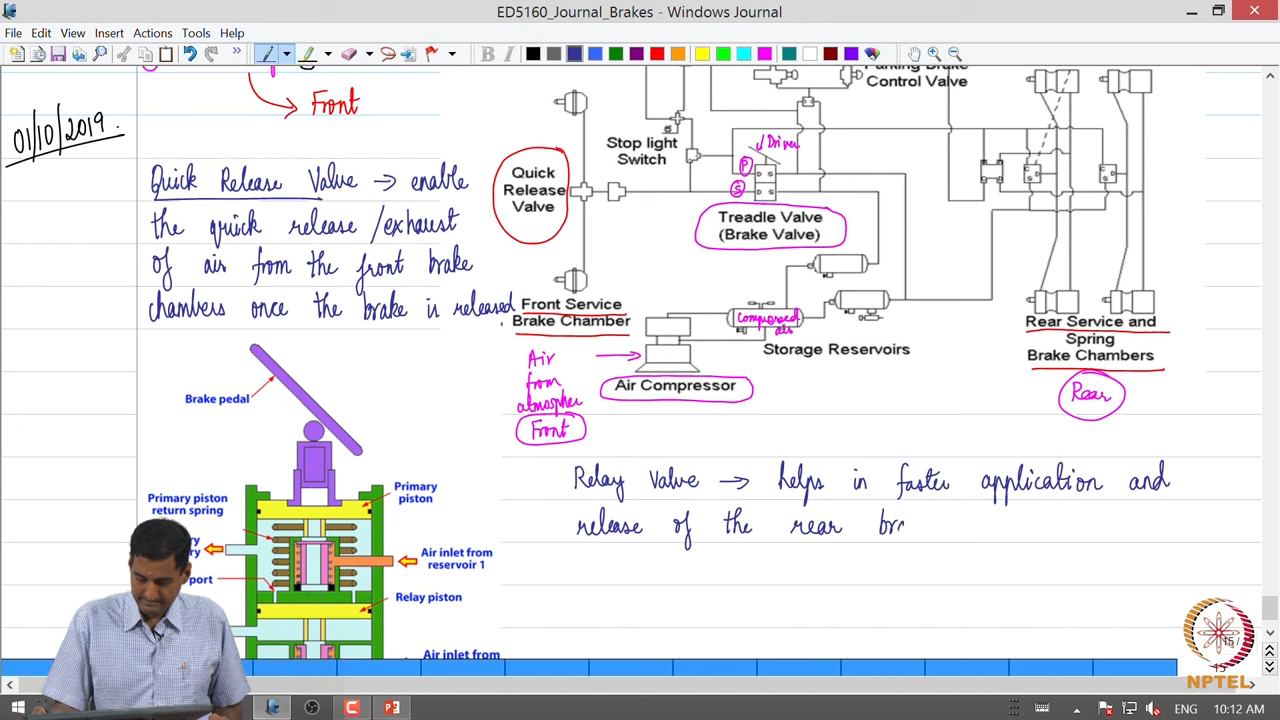 ED5160_Journal_Brakes - Windows Journal
File Edit View Insert Actions Tools Help
Front
01/10/2019.
Quick Release Valve → enable
the quick release/exhaust
of air from the front brake
chambers once the brake is released.
Brake pedal
Primary piston
return spring
Primary
piston
Air inlet from
reservoir 1
port
Relay piston
Air inlet from
Parking Brake
Control Valve
Stop light
Switch
Driver
P
S
Quick
Release
Valve
Treadle Valve
(Brake Valve)
Front Service
Brake Chamber
Compressed
air
Storage Reservoirs
Air
from
atmosphere
Front
Air Compressor
Rear Service and
Spring
Brake Chambers
Rear
Relay Valve → helps in faster application and
release of the rear br
15
NPTEL
ENG 10:12 AM